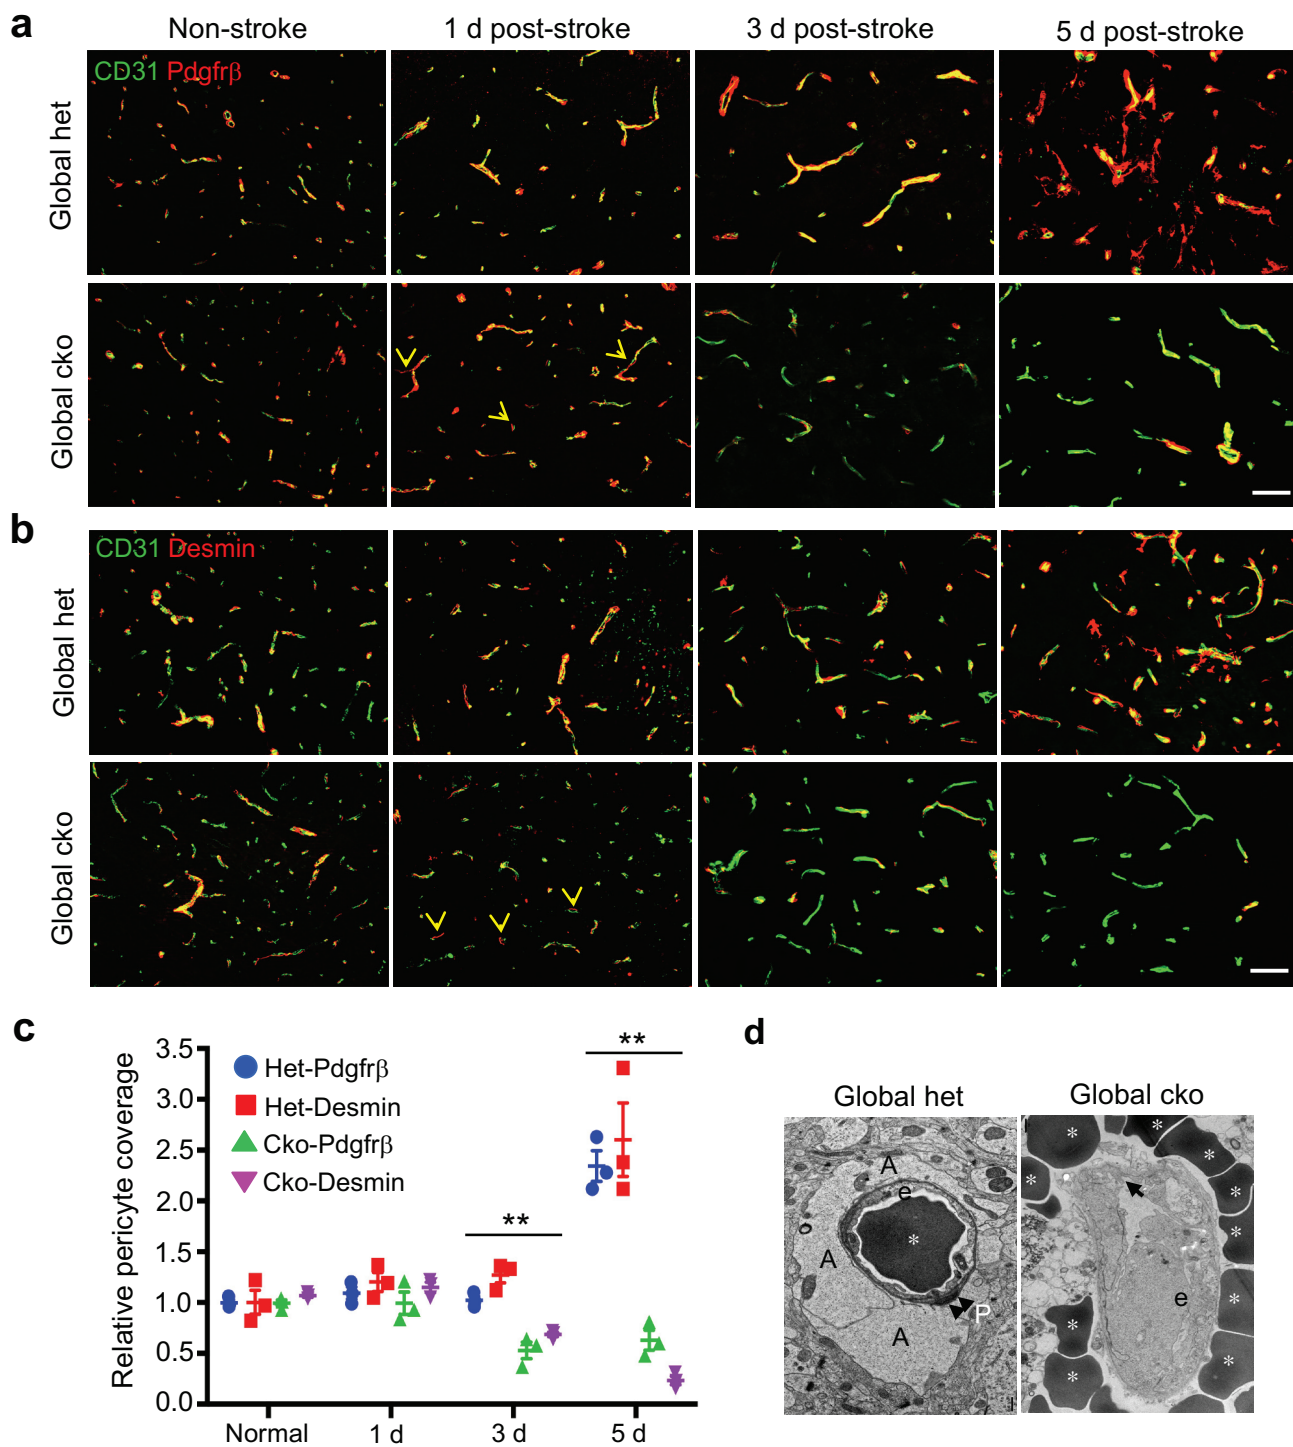 a
Non-stroke 1 d post-stroke 3 d post-stroke 5 d post-stroke
CD31 Pdgfrβ
Global het
Global cko
b
CD31 Desmin
Global het
Global cko
c
Relative pericyte coverage
3.5
3.0
2.5
2.0
1.5
1.0
0.5
0.0
Het-Pdgfrβ
Het-Desmin
Cko-Pdgfrβ
Cko-Desmin
**
**
Normal 1 d 3 d 5 d
d
Global het Global cko
A
e
*
A
P
A
* * *
* *
*
*
e
*
*
*